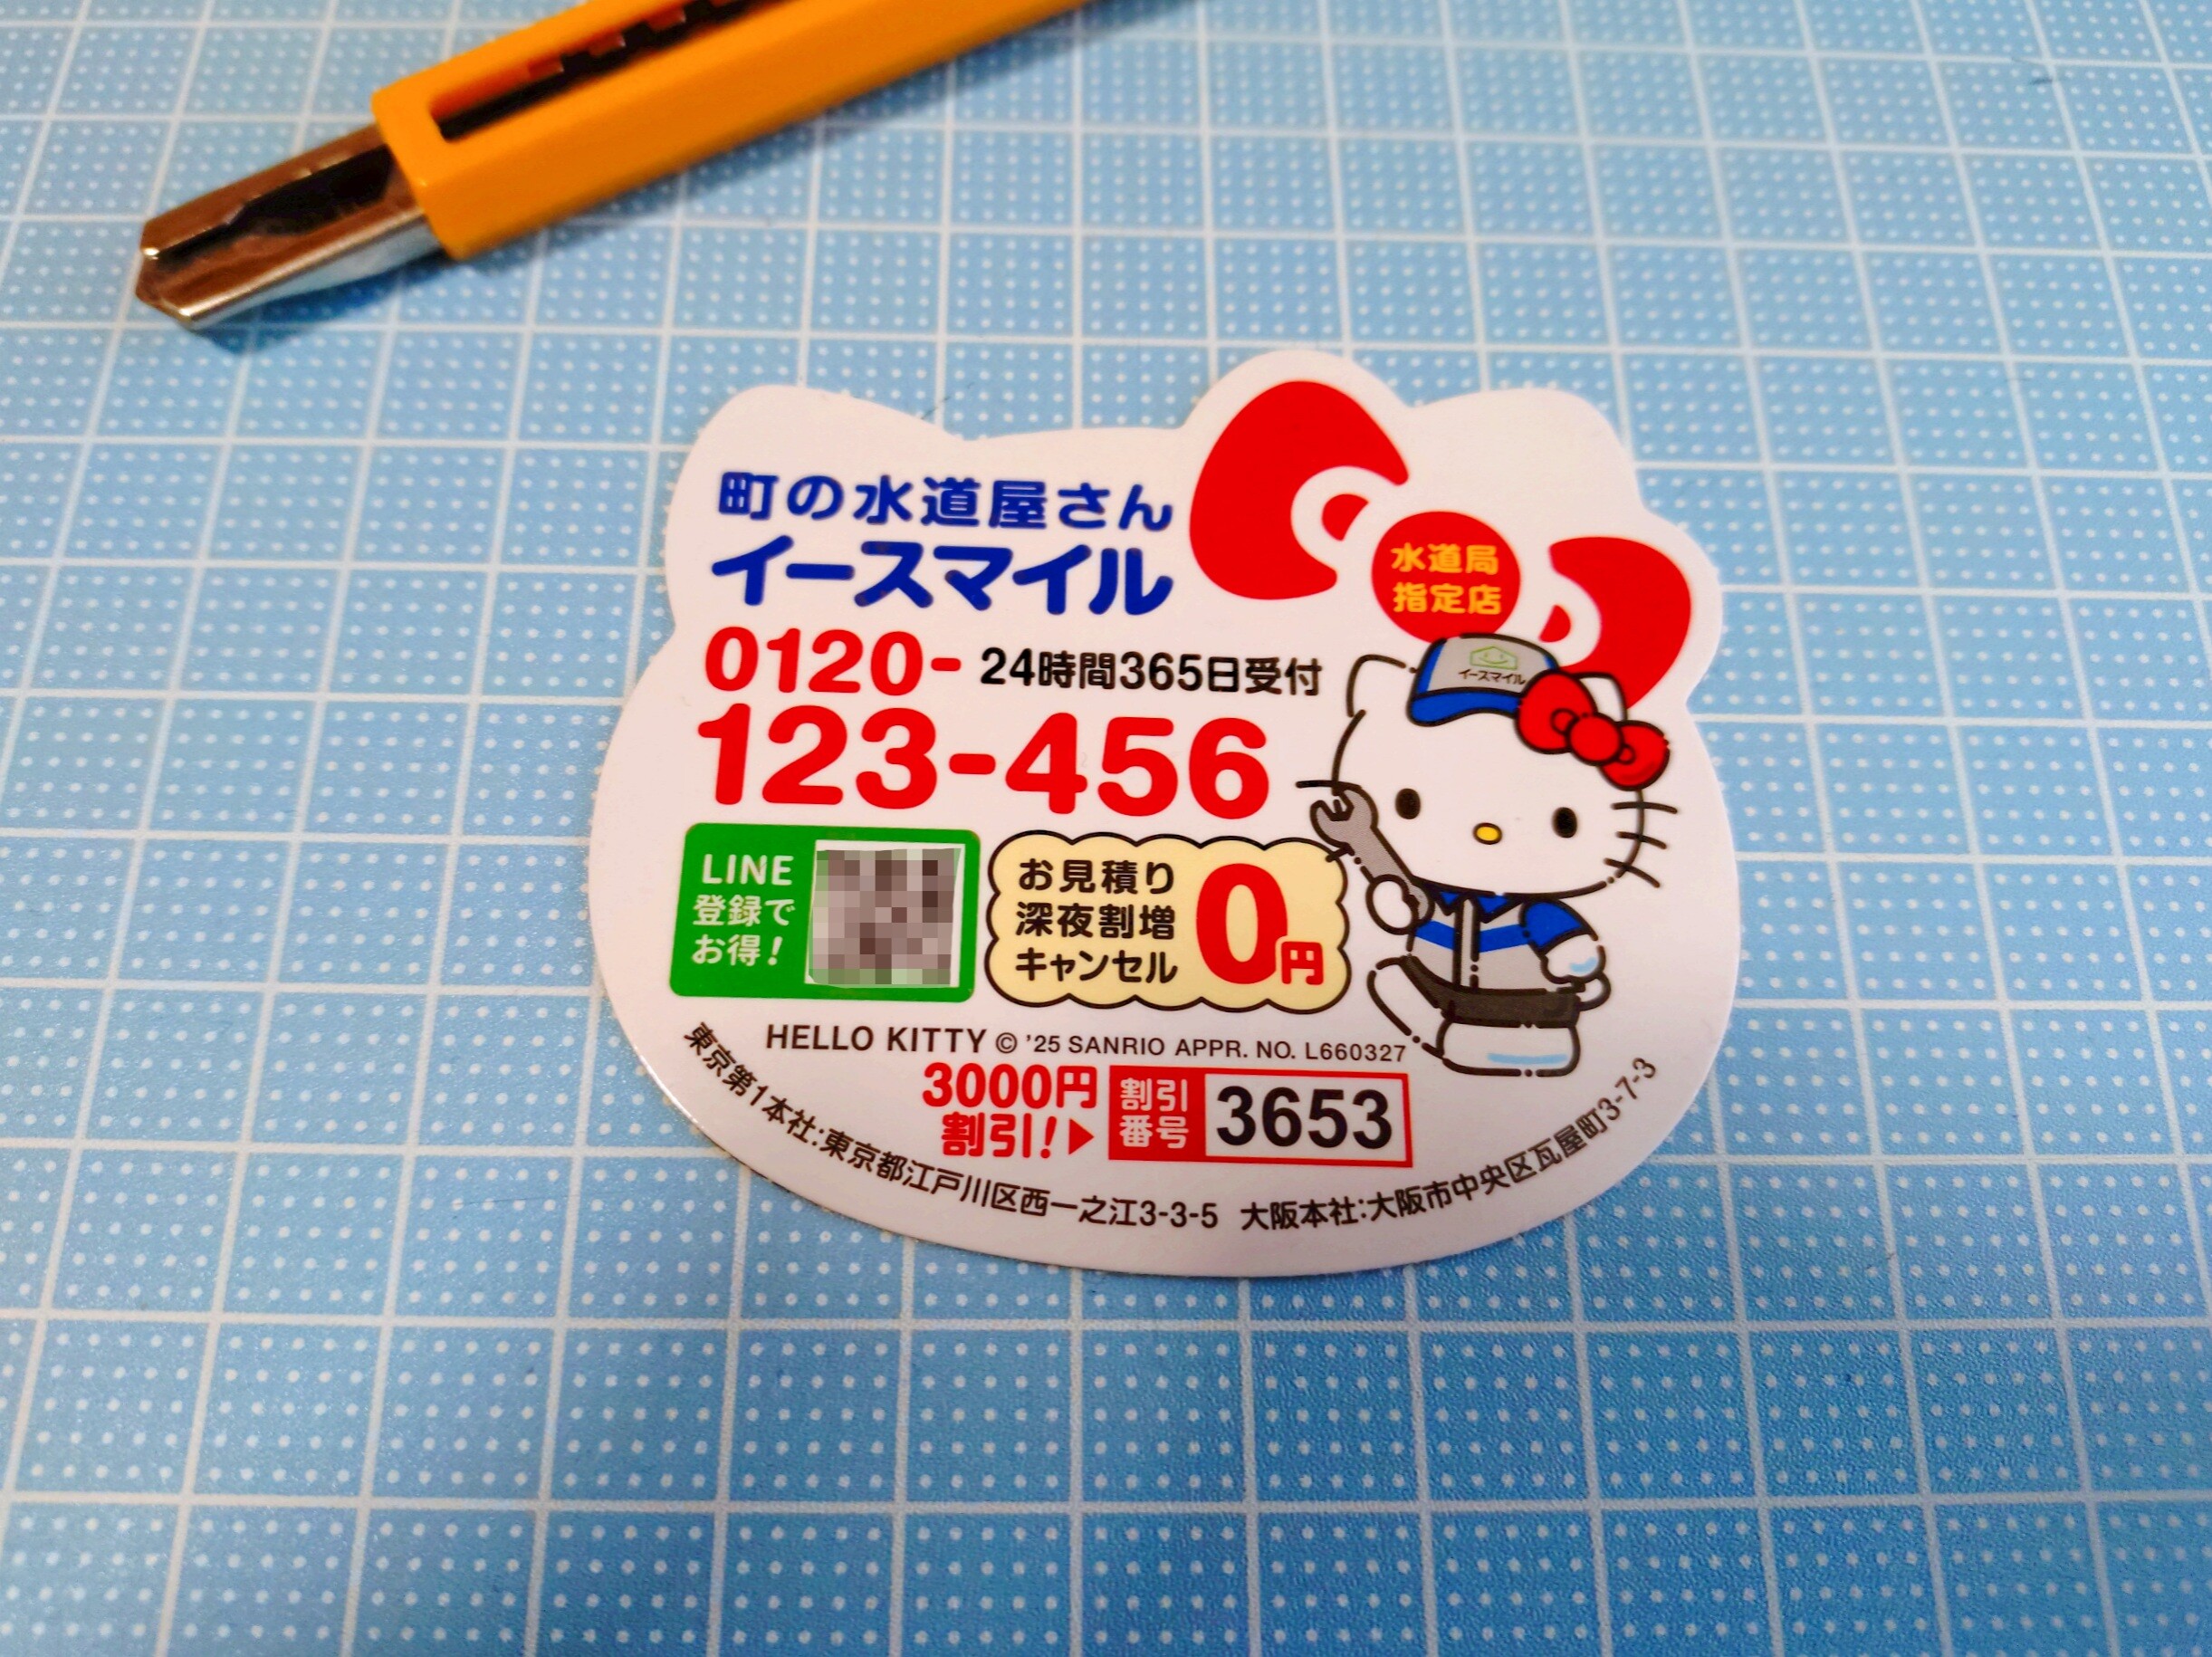 町の水道屋さん
イースマイル
水道局
指定店
0120-
24時間365日受付
123-456
イースマイル
LINE
登録で
お得!
お見積り
深夜割増
キャンセル
0円
HELLO KITTY © '25 SANRIO APPR. NO. L660327
3000円
割引!▶
割引
番号
3653
東京第1本社:東京都江戸川区西一之江3-3-5 大阪本社:大阪市中央区瓦屋町3-7-3